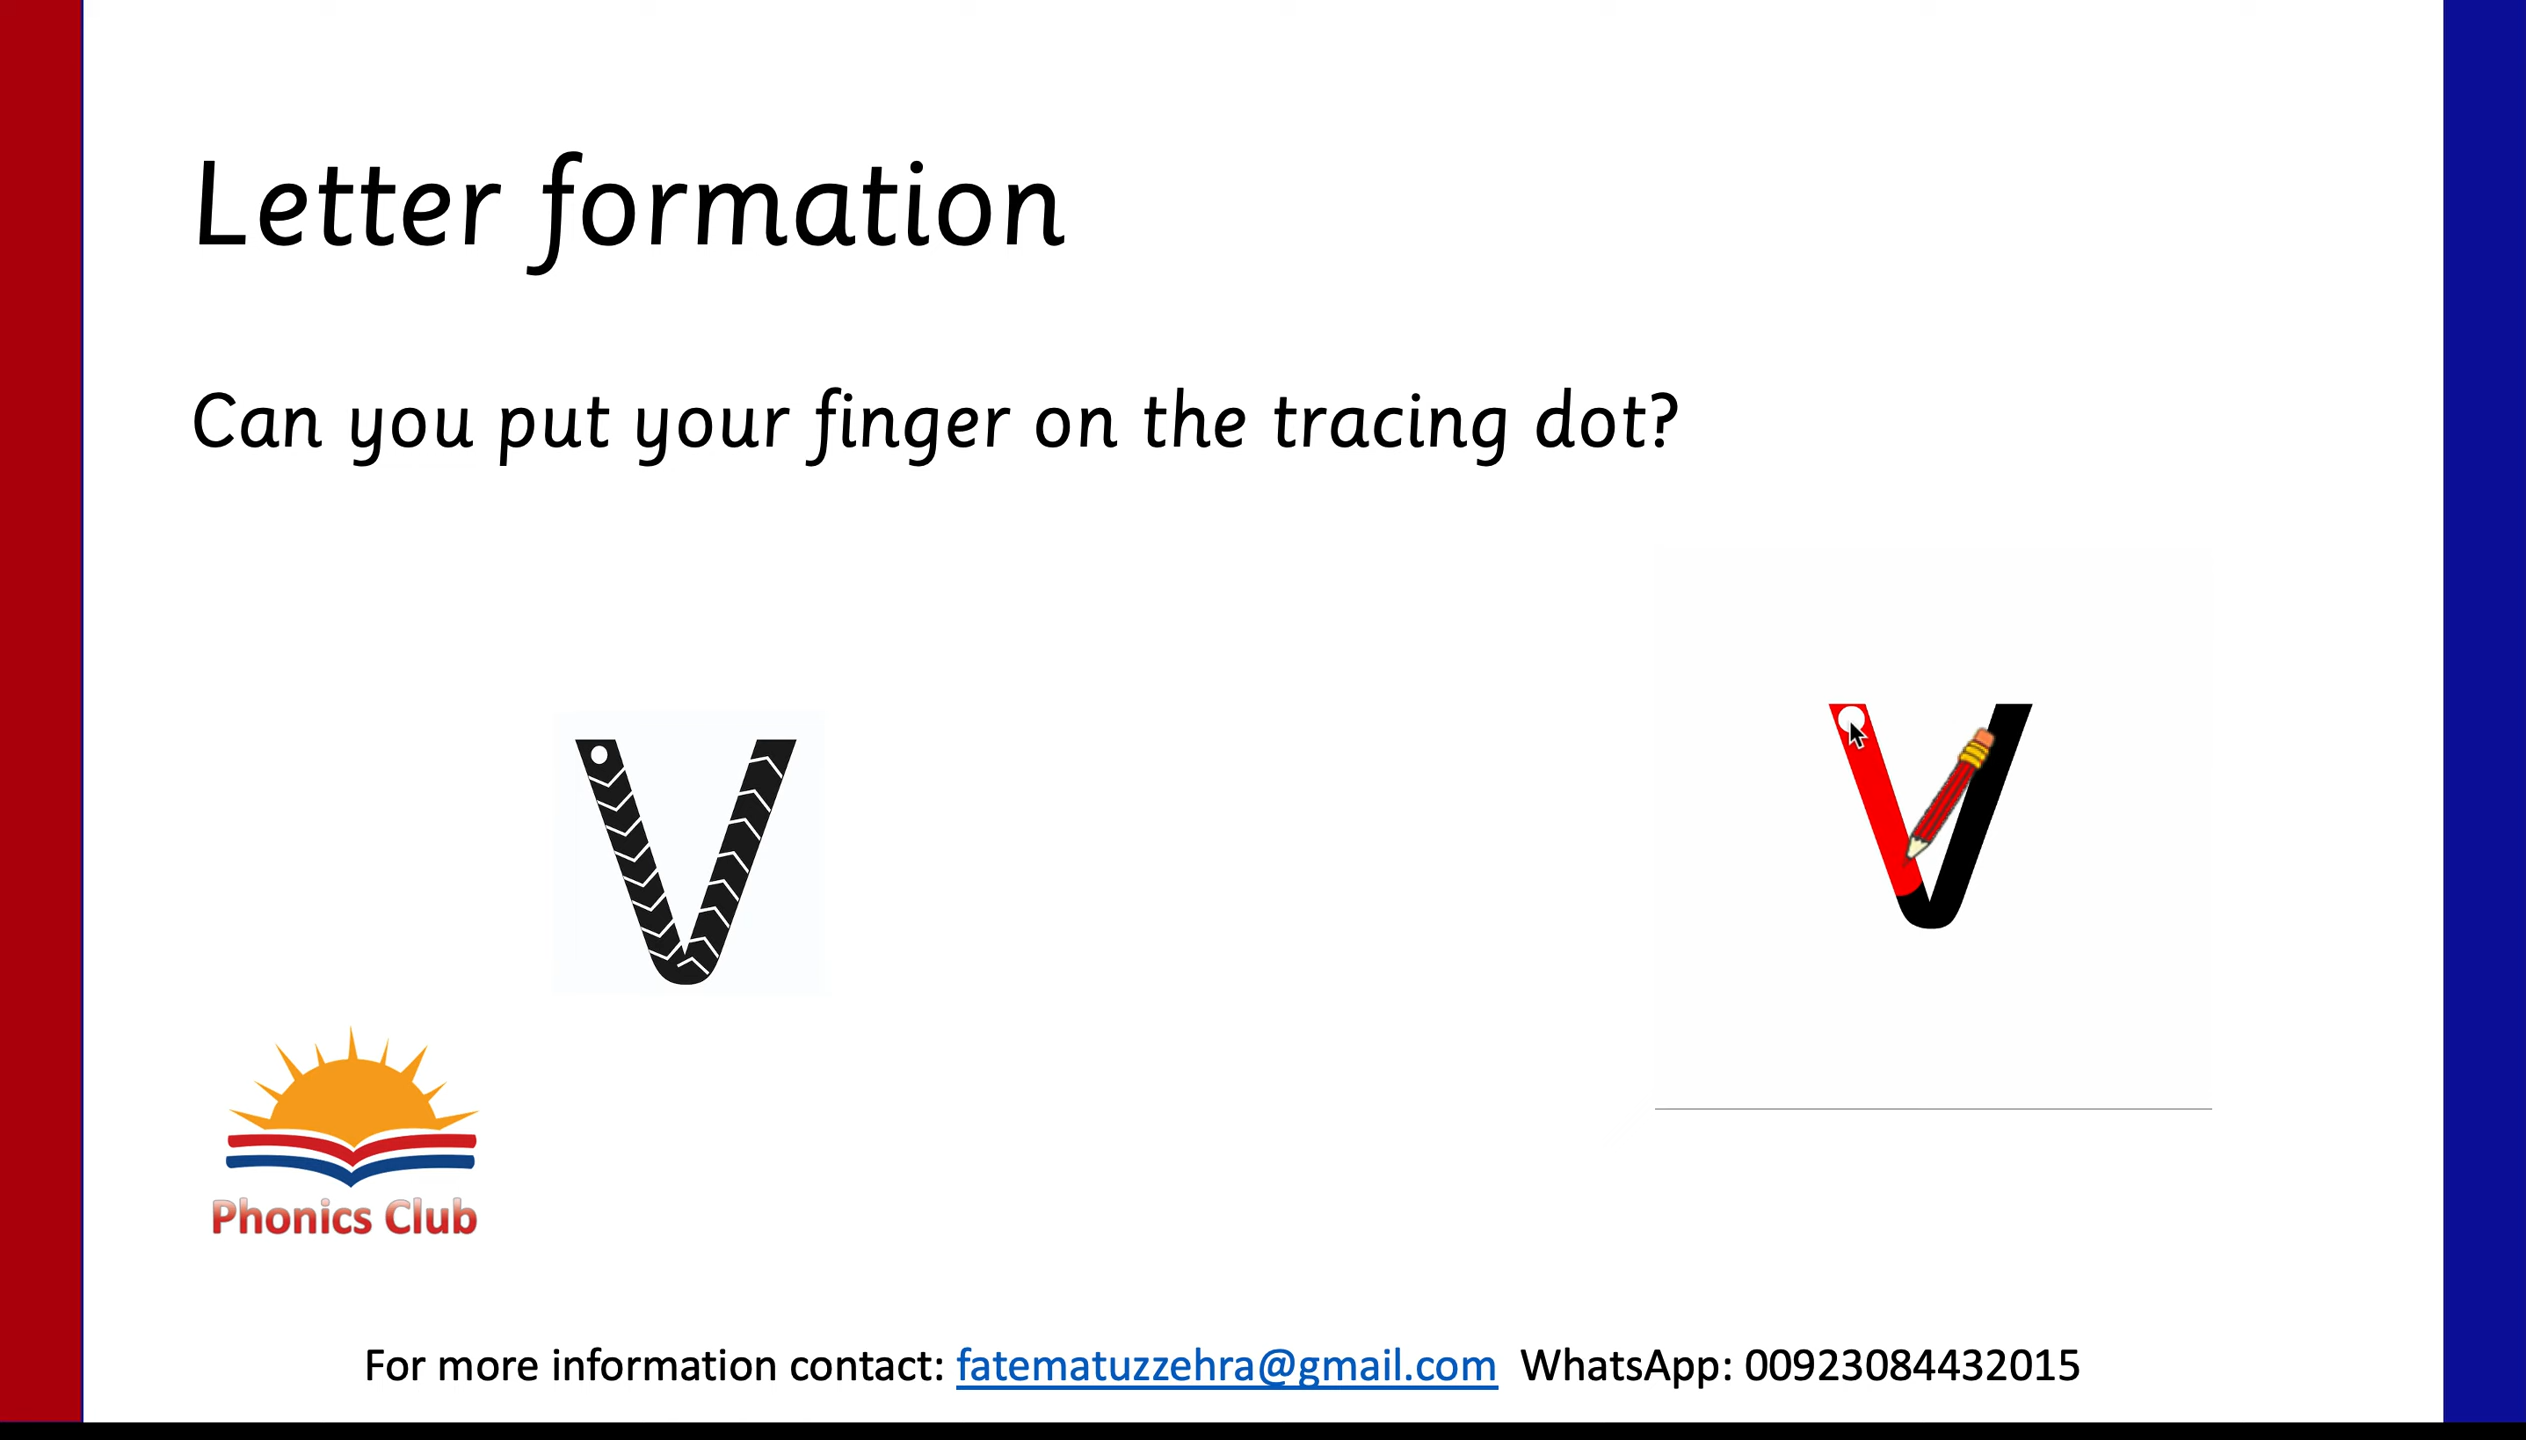 Letter formation
Can you put your finger on the tracing dot?
v
v
Phonics Club
For more information contact: fatematuzzehra@gmail.com WhatsApp: 00923084432015